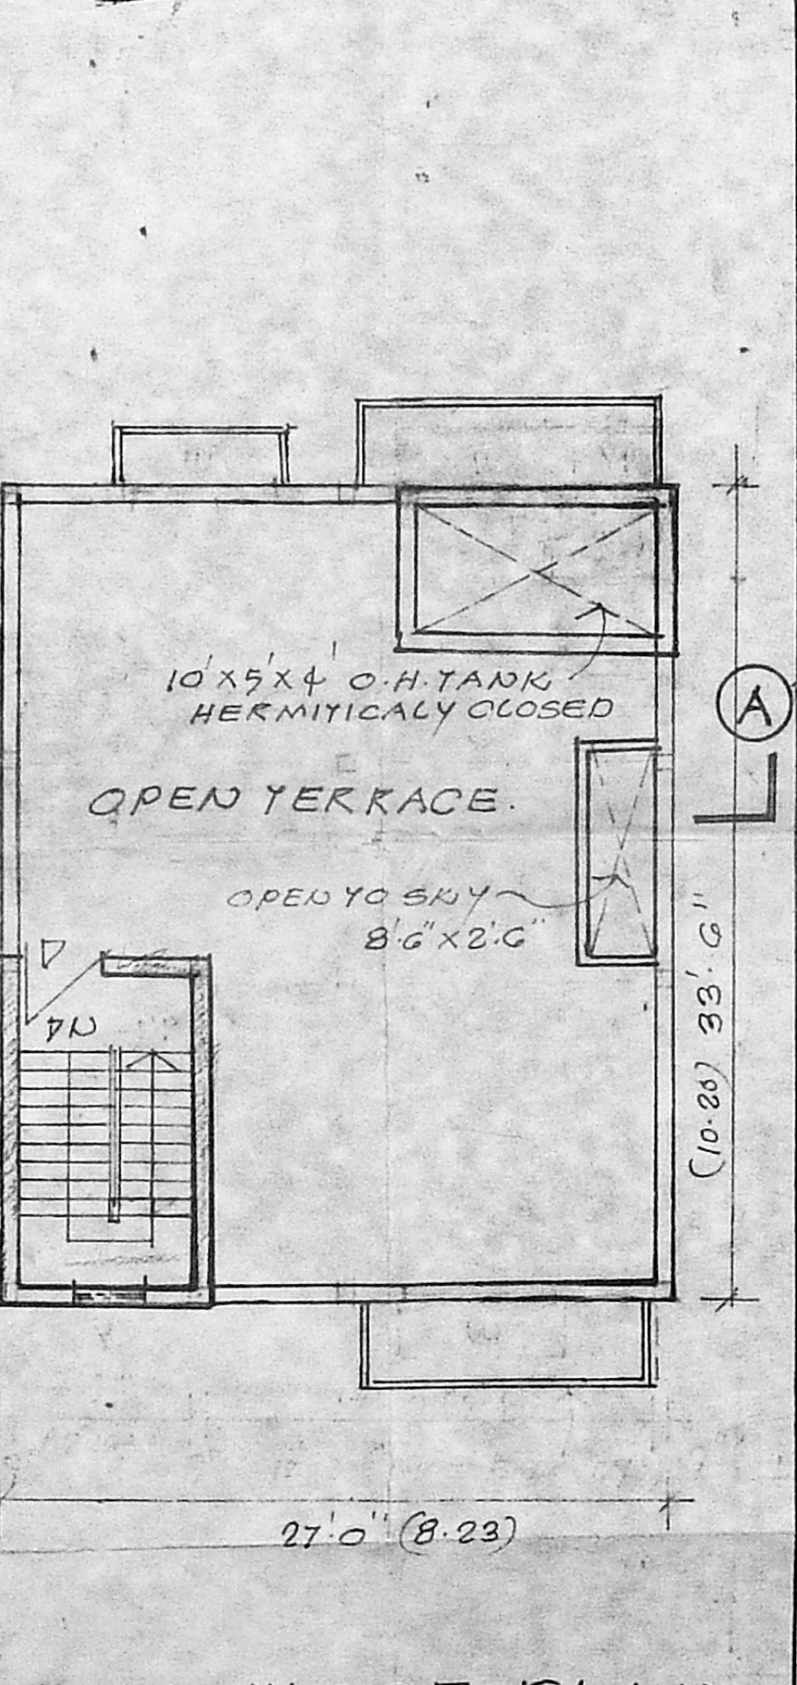 10'X5'X4' O.H.TANK
HERMITICALY CLOSED
A
OPEN TERRACE.
OPEN TO SKY
8'.6"X2'.6"
D
DN
(10.20) 33'.6"
27'.0" (8.23)